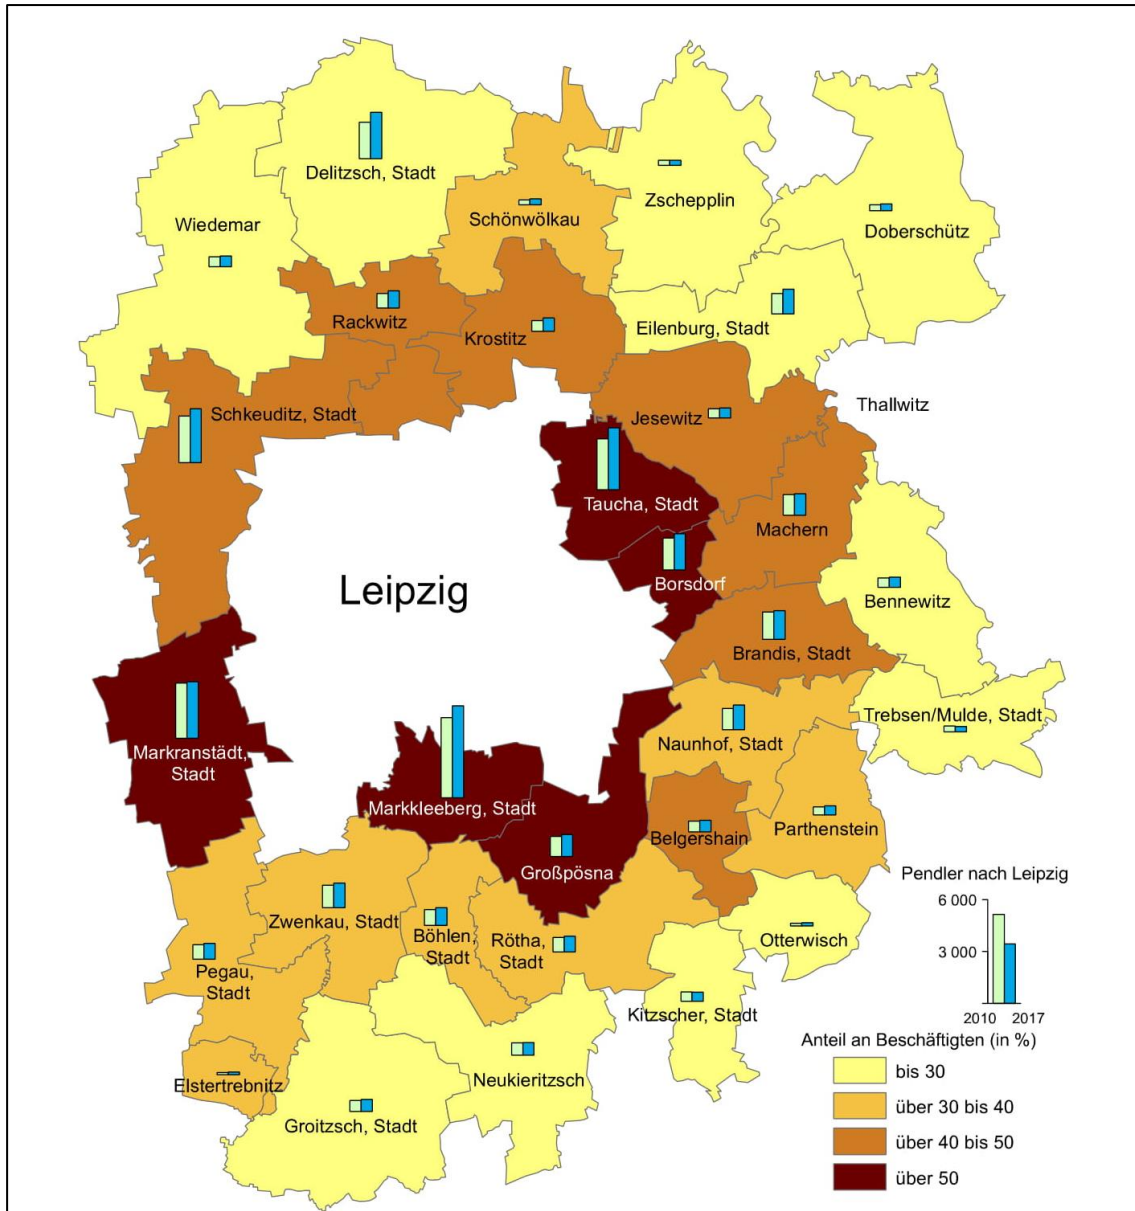 Delitzsch, Stadt
Schönwölkau
Zschepplin
Wiedemar
Doberschütz
Rackwitz
Krostitz
Eilenburg, Stadt
Schkeuditz, Stadt
Jesewitz
Thallwitz
Taucha, Stadt
Machern
Leipzig
Borsdorf
Bennewitz
Brandis, Stadt
Trebsen/Mulde, Stadt
Markranstädt,
Stadt
Naunhof, Stadt
Markkleeberg, Stadt
Belgershain
Parthenstein
Großpösna
Zwenkau, Stadt
Böhlen,
Stadt
Rötha,
Stadt
Otterwisch
Pegau,
Stadt
Kitzscher, Stadt
Elstertrebnitz
Neukieritzsch
Groitzsch, Stadt
Pendler nach Leipzig
6 000
3 000
2010 2017
Anteil an Beschäftigten (in %)
bis 30
über 30 bis 40
über 40 bis 50
über 50